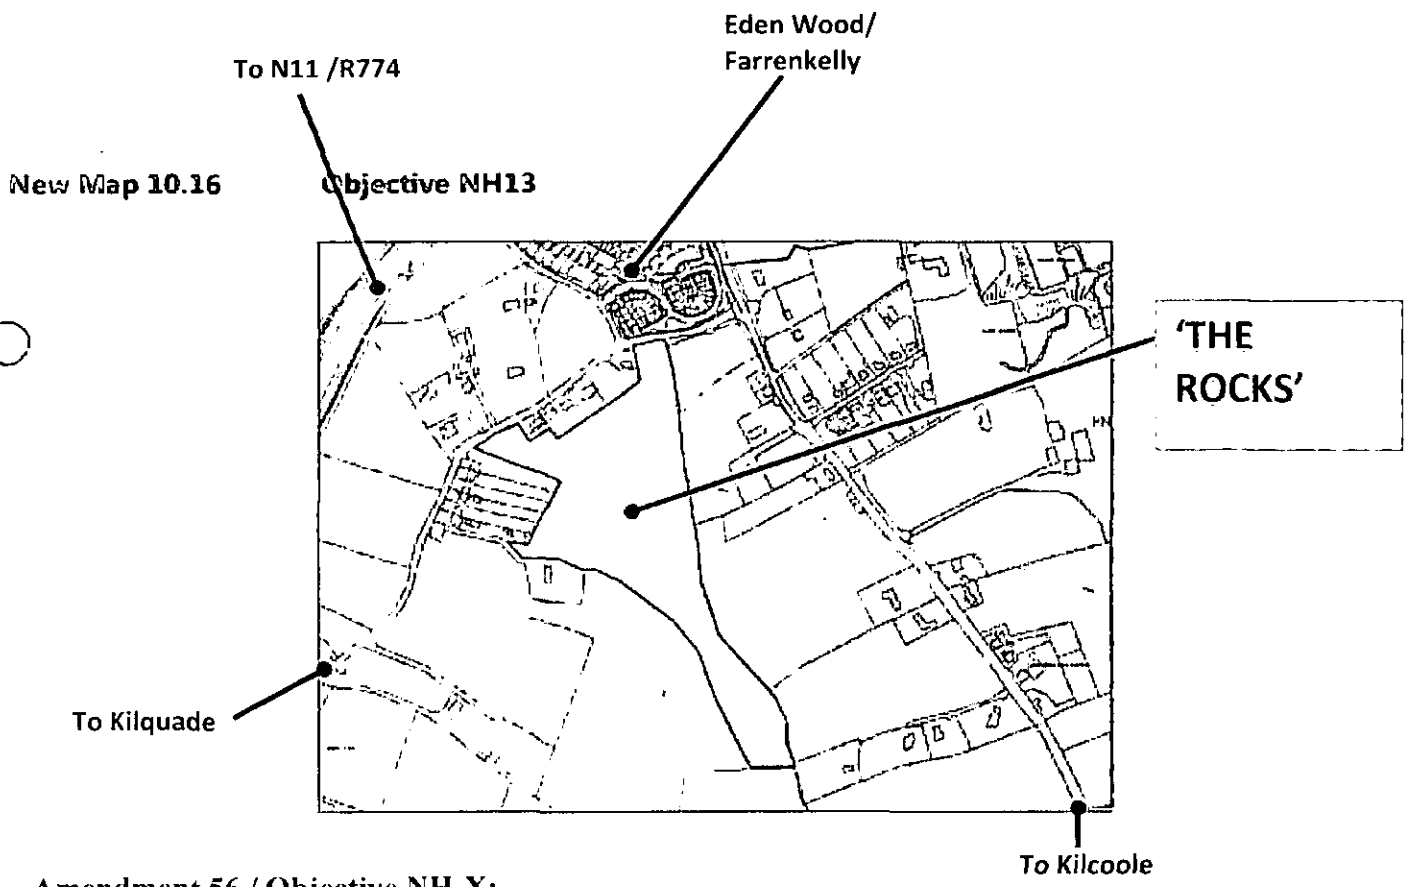 Eden Wood/
Farrenkelly
To N11 /R774
New Map 10.16 Objective NH13
‘THE
ROCKS’
To Kilquade
To Kilcoole
Amendment 56 / Objective NH X: